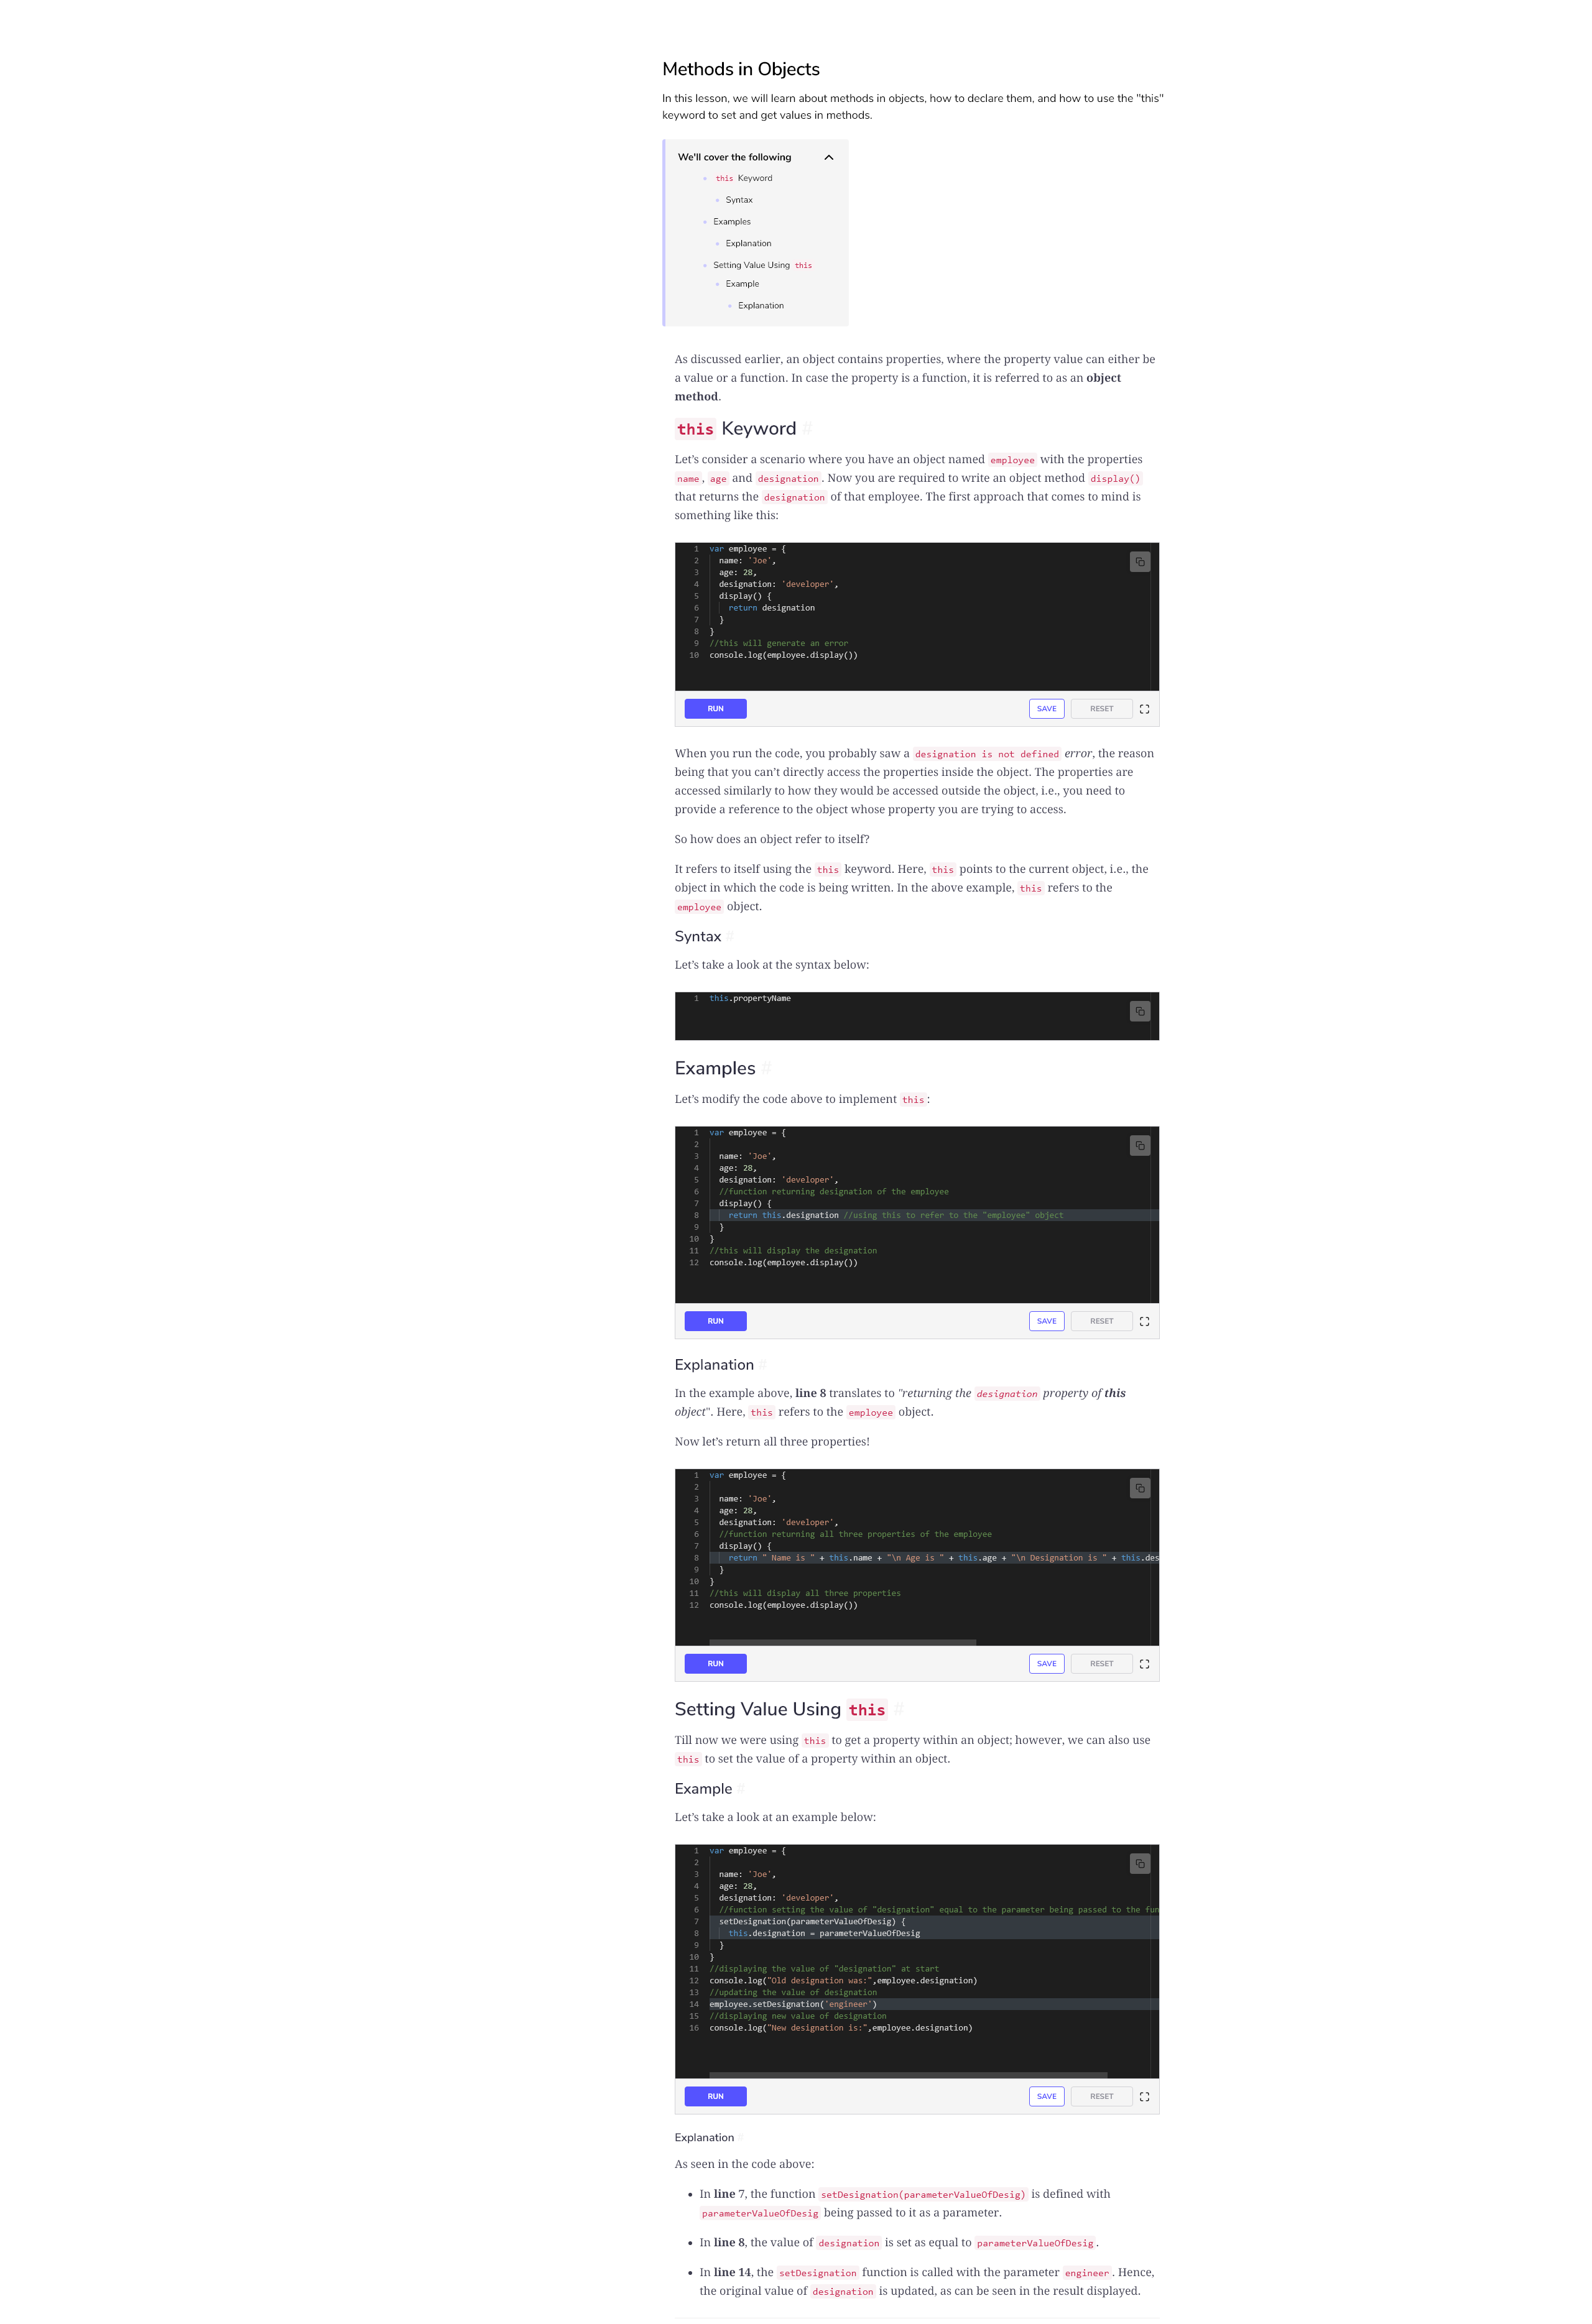 Methods in Objects
In this lesson, we will learn about methods in objects, how to declare them, and how to use the "this"
keyword to set and get values in methods.
We'll cover the following
this Keyword
Syntax
Examples
Explanation
Setting Value Using this
Example
Explanation
As discussed earlier, an object contains properties, where the property value can either be
a value or a function. In case the property is a function, it is referred to as an object
method.
this Keyword #
Let’s consider a scenario where you have an object named employee with the properties
name, age and designation. Now you are required to write an object method display()
that returns the designation of that employee. The first approach that comes to mind is
something like this:
1 var employee = {
2 name: 'Joe',
3 age: 28,
4 designation: 'developer',
5 display() {
6 return designation
7 }
8 }
9 //this will generate an error
10 console.log(employee.display())
RUN SAVE RESET
When you run the code, you probably saw a designation is not defined error, the reason
being that you can’t directly access the properties inside the object. The properties are
accessed similarly to how they would be accessed outside the object, i.e., you need to
provide a reference to the object whose property you are trying to access.
So how does an object refer to itself?
It refers to itself using the this keyword. Here, this points to the current object, i.e., the
object in which the code is being written. In the above example, this refers to the
employee object.
Syntax #
Let’s take a look at the syntax below:
1 this.propertyName
Examples #
Let’s modify the code above to implement this:
1 var employee = {
2
3 name: 'Joe',
4 age: 28,
5 designation: 'developer',
6 //function returning designation of the employee
7 display() {
8 return this.designation //using this to refer to the "employee" object
9 }
10 }
11 //this will display the designation
12 console.log(employee.display())
RUN SAVE RESET
Explanation #
In the example above, line 8 translates to "returning the designation property of this
object". Here, this refers to the employee object.
Now let’s return all three properties!
1 var employee = {
2
3 name: 'Joe',
4 age: 28,
5 designation: 'developer',
6 //function returning all three properties of the employee
7 display() {
8 return " Name is " + this.name + "\n Age is " + this.age + "\n Designation is " + this.des
9 }
10 }
11 //this will display all three properties
12 console.log(employee.display())
RUN SAVE RESET
Setting Value Using this #
Till now we were using this to get a property within an object; however, we can also use
this to set the value of a property within an object.
Example #
Let’s take a look at an example below:
1 var employee = {
2
3 name: 'Joe',
4 age: 28,
5 designation: 'developer',
6 //function setting the value of "designation" equal to the parameter being passed to the fun
7 setDesignation(parameterValueOfDesig) {
8 this.designation = parameterValueOfDesig
9 }
10 }
11 //displaying the value of "designation" at start
12 console.log("Old designation was:",employee.designation)
13 //updating the value of designation
14 employee.setDesignation('engineer')
15 //displaying new value of designation
16 console.log("New designation is:",employee.designation)
RUN SAVE RESET
Explanation #
As seen in the code above:
In line 7, the function setDesignation(parameterValueOfDesig) is defined with
parameterValueOfDesig being passed to it as a parameter.
In line 8, the value of designation is set as equal to parameterValueOfDesig.
In line 14, the setDesignation function is called with the parameter engineer. Hence,
the original value of designation is updated, as can be seen in the result displayed.